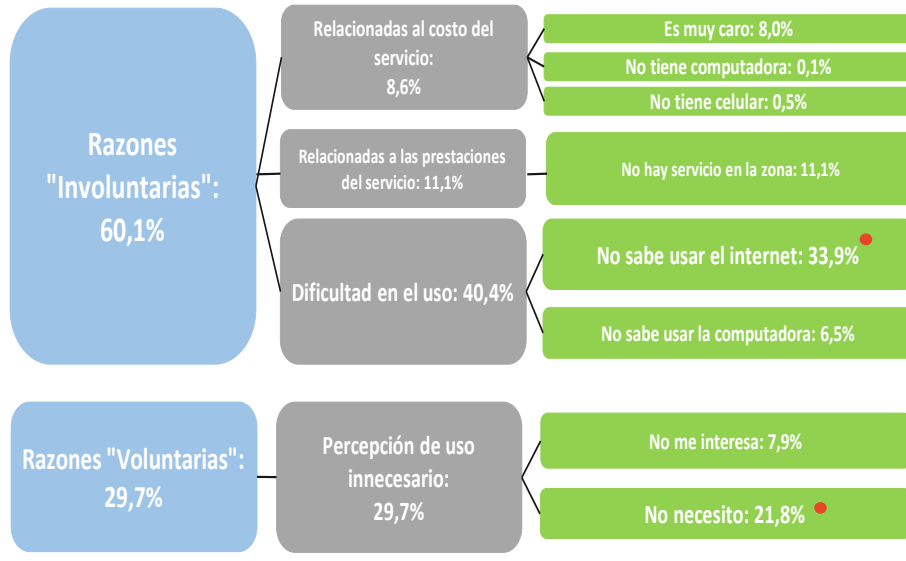 Razones
"Involuntarias":
60,1%
Relacionadas al costo del
servicio:
8,6%
Es muy caro: 8,0%
No tiene computadora: 0,1%
No tiene celular: 0,5%
Relacionadas a las prestaciones
del servicio: 11,1%
No hay servicio en la zona: 11,1%
Dificultad en el uso: 40,4%
No sabe usar el internet: 33,9%
No sabe usar la computadora: 6,5%
Razones "Voluntarias":
29,7%
Percepción de uso
innecesario:
29,7%
No me interesa: 7,9%
No necesito: 21,8%